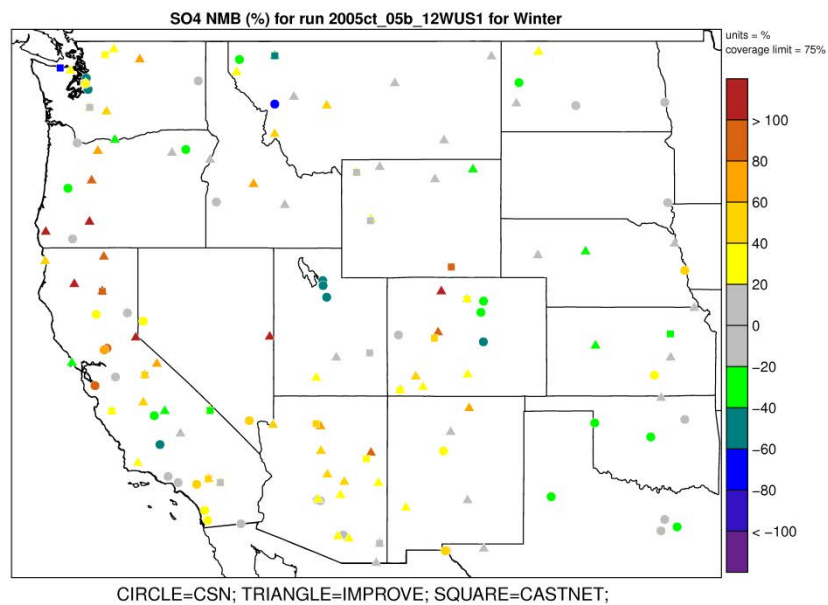 SO4 NMB (%) for run 2005ct_05b_12WUS1 for Winter
units = %
coverage limit = 75%
> 100
80
60
40
20
0
−20
−40
−60
−80
< −100
CIRCLE=CSN; TRIANGLE=IMPROVE; SQUARE=CASTNET;